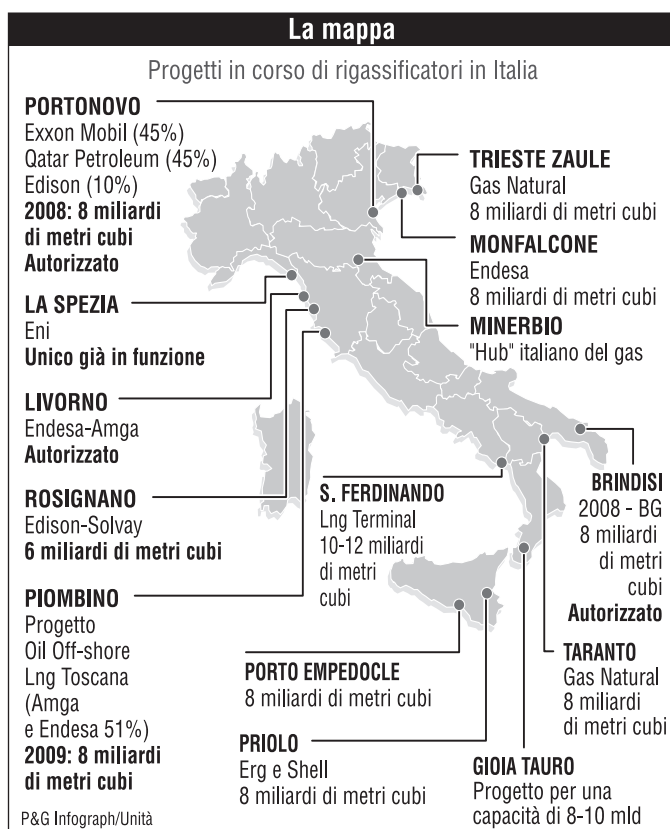 La mappa
Progetti in corso di rigassificatori in Italia
PORTONOVO
Exxon Mobil (45%)
Qatar Petroleum (45%)
Edison (10%)
2008: 8 miliardi
di metri cubi
Autorizzato
LA SPEZIA
Eni
Unico già in funzione
LIVORNO
Endesa-Amga
Autorizzato
ROSIGNANO
Edison-Solvay
6 miliardi di metri cubi
PIOMBINO
Progetto
Oil Off-shore
Lng Toscana
(Amga
e Endesa 51%)
2009: 8 miliardi
di metri cubi
TRIESTE ZAULE
Gas Natural
8 miliardi di metri cubi
MONFALCONE
Endesa
8 miliardi di metri cubi
MINERBIO
"Hub" italiano del gas
S. FERDINANDO
Lng Terminal
10-12 miliardi
di metri
cubi
BRINDISI
2008 - BG
8 miliardi
di metri
cubi
Autorizzato
TARANTO
Gas Natural
8 miliardi
di metri cubi
PORTO EMPEDOCLE
8 miliardi di metri cubi
PRIOLO
Erg e Shell
8 miliardi di metri cubi
GIOIA TAURO
Progetto per una
capacità di 8-10 mld
P&G Infograph/Unità